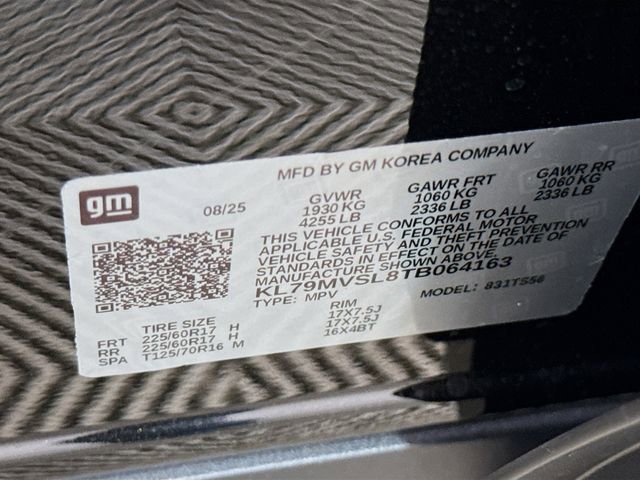 MFD BY GM KOREA COMPANY
gm
08/25
GVWR GAWR FRT GAWR RR
1930 KG 1060 KG 1060 KG
4255 LB 2336 LB 2336 LB
THIS VEHICLE CONFORMS TO ALL
APPLICABLE U.S. FEDERAL MOTOR
VEHICLE SAFETY AND THEFT PREVENTION
STANDARDS IN EFFECT ON THE DATE OF
MANUFACTURE SHOWN ABOVE.
KL79MVSL8TB064163
TYPE: MPV MODEL: 831TS56
TIRE SIZE RIM
FRT 225/60R17 H 17X7.5J
RR 225/60R17 H 17X7.5J
SPA T125/70R16 M 16X4BT